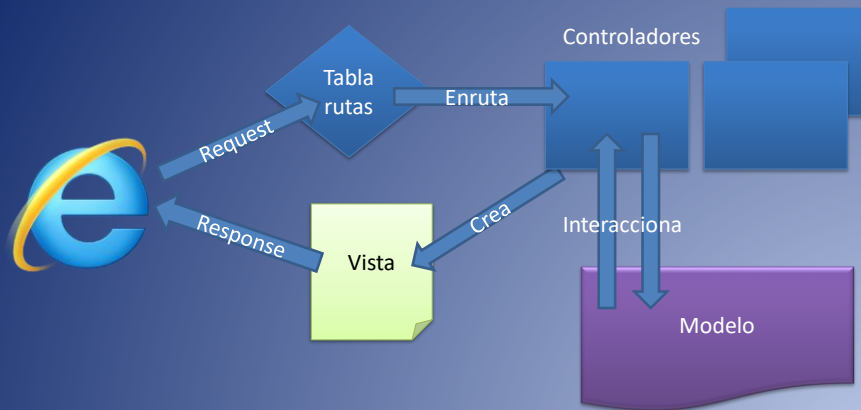 Controladores
Tabla
rutas
Enruta
Request
Response
Vista
Crea
Interacciona
Modelo